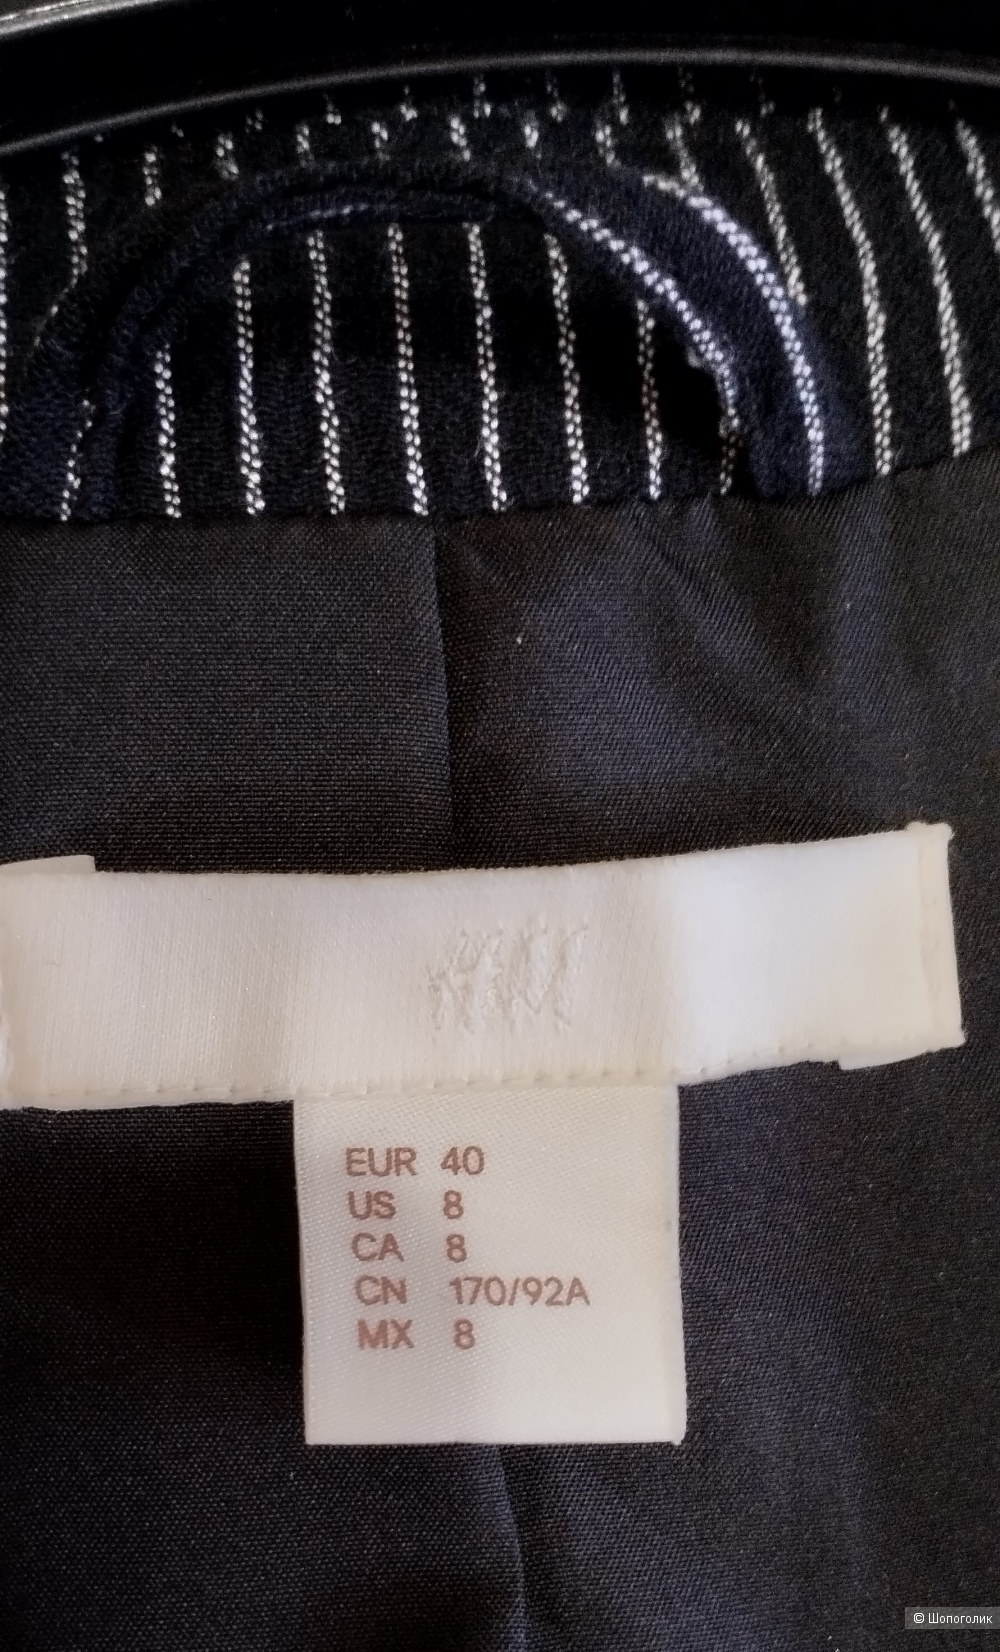 H&M
EUR 40
US 8
CA 8
CN 170/92A
MX 8
© Шопоголик